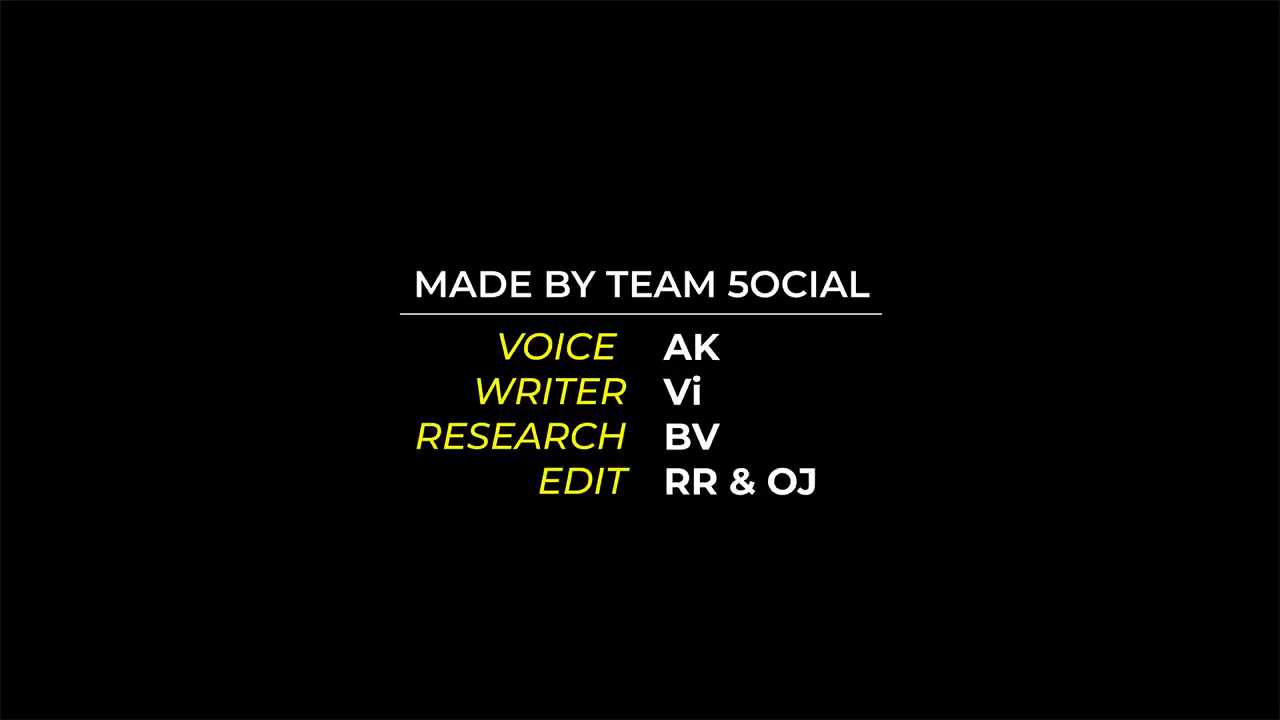 MADE BY TEAM 5OCIAL
VOICE AK
WRITER Vi
RESEARCH BV
EDIT RR & OJ